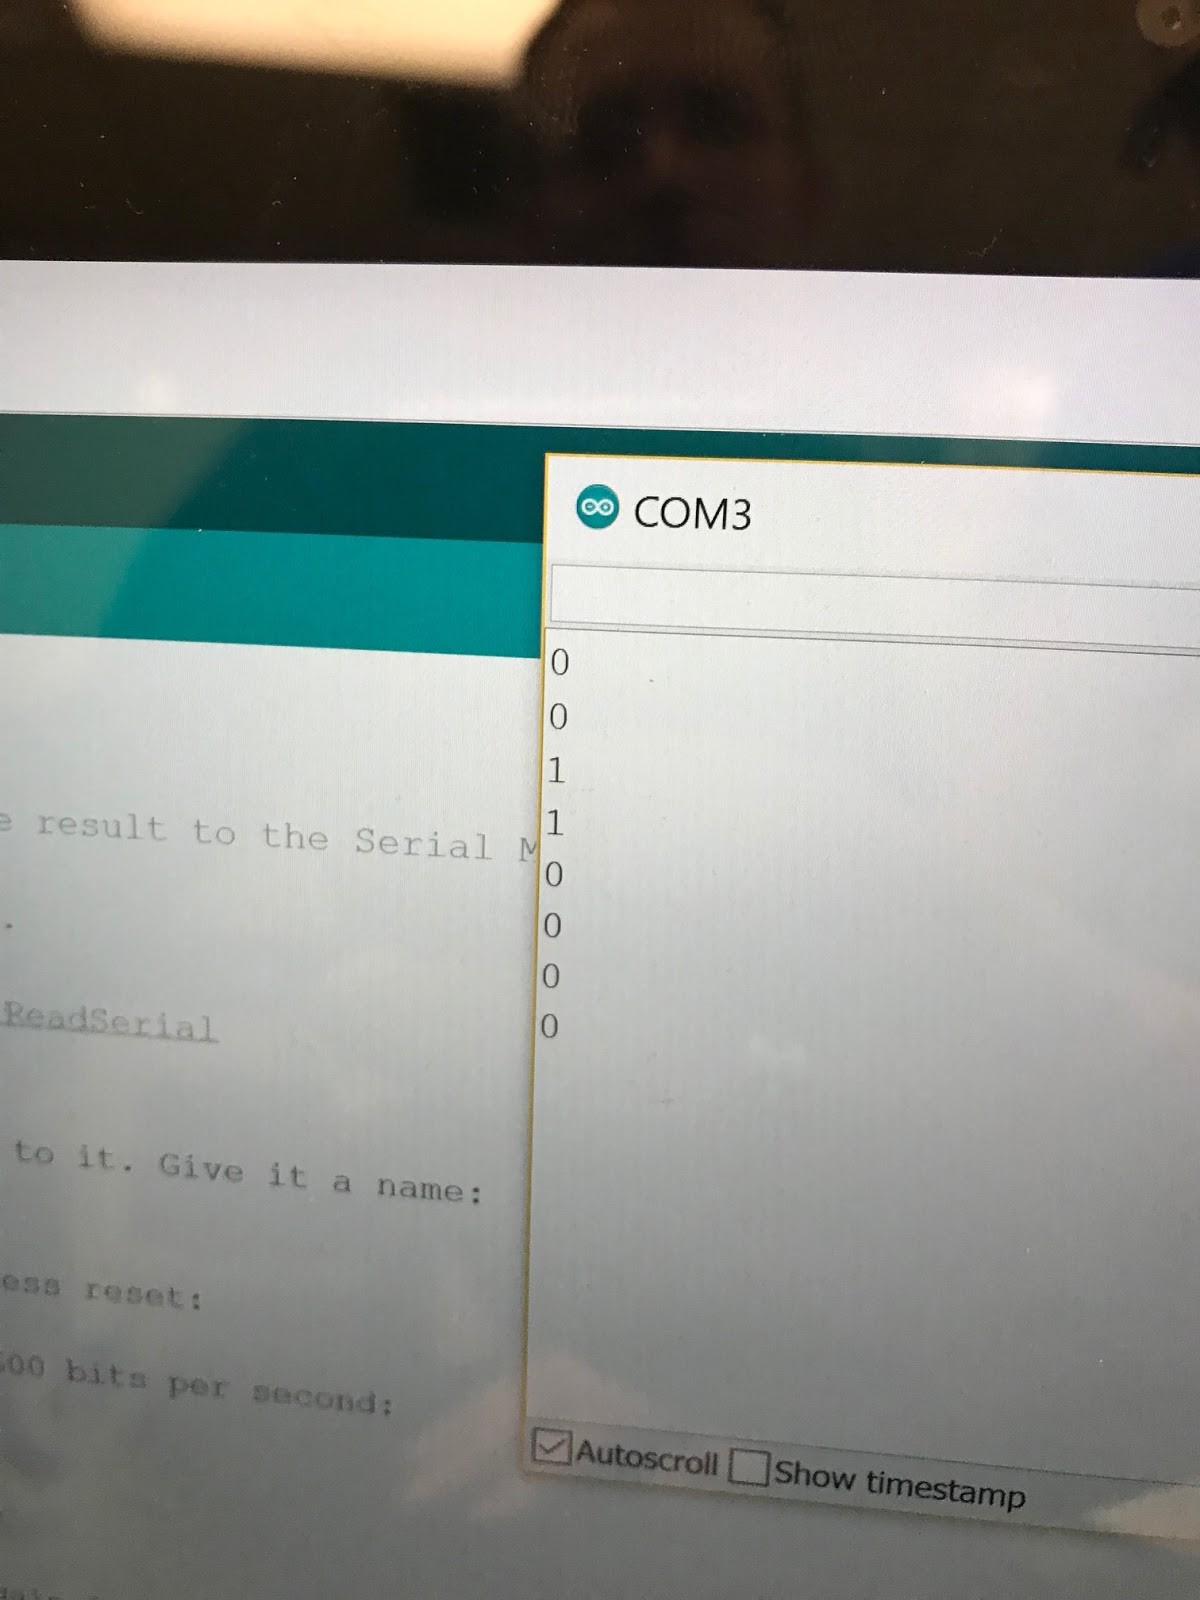 COM3
0
0
1
1
0
0
0
0
result to the Serial
.
ReadSerial
to it. Give it a name:
ess reset:
00 bits per second:
Autoscroll Show timestamp